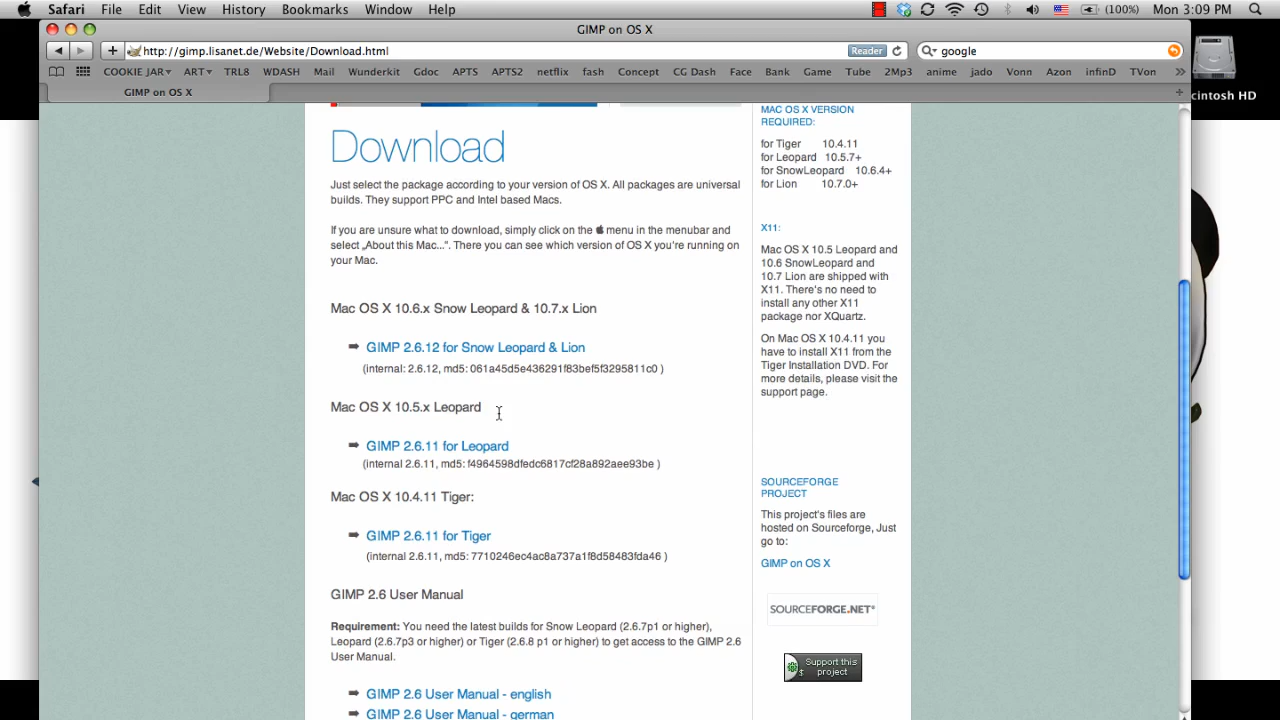 Safari File Edit View History Bookmarks Window Help (100%) Mon 3:09 PM
GIMP on OS X
http://gimp.lisanet.de/Website/Download.html Reader google
COOKIE JAR ART TRL8 WDASH Mail Wunderkit Gdoc APTS APTS2 netflix fash Concept CG Dash Face Bank Game Tube 2Mp3 anime jado Vonn Azon infinD TVon
GIMP on OS X
cintosh HD
Download
Just select the package according to your version of OS X. All packages are universal
builds. They support PPC and Intel based Macs.
If you are unsure what to download, simply click on the menu in the menubar and
select „About this Mac...". There you can see which version of OS X you're running on
your Mac.
Mac OS X 10.6.x Snow Leopard & 10.7.x Lion
➡ GIMP 2.6.12 for Snow Leopard & Lion
(internal: 2.6.12, md5: 061a45d5e436291f83bef5f3295811c0 )
Mac OS X 10.5.x Leopard
➡ GIMP 2.6.11 for Leopard
(internal 2.6.11, md5: f4964598dfedc6817cf28a892aee93be )
Mac OS X 10.4.11 Tiger:
➡ GIMP 2.6.11 for Tiger
(internal 2.6.11, md5: 7710246ec4ac8a737a1f8d58483fda46 )
GIMP 2.6 User Manual
Requirement: You need the latest builds for Snow Leopard (2.6.7p1 or higher),
Leopard (2.6.7p3 or higher) or Tiger (2.6.8 p1 or higher) to get access to the GIMP 2.6
User Manual.
➡ GIMP 2.6 User Manual - english
➡ GIMP 2.6 User Manual - german
MAC OS X VERSION
REQUIRED:
for Tiger 10.4.11
for Leopard 10.5.7+
for SnowLeopard 10.6.4+
for Lion 10.7.0+
X11:
Mac OS X 10.5 Leopard and
10.6 SnowLeopard and
10.7 Lion are shipped with
X11. There's no need to
install any other X11
package nor XQuartz.
On Mac OS X 10.4.11 you
have to install X11 from the
Tiger Installation DVD. For
more details, please visit the
support page.
SOURCEFORGE
PROJECT
This project's files are
hosted on Sourceforge, Just
go to:
GIMP on OS X
SOURCEFORGE.NET®
Support this
project